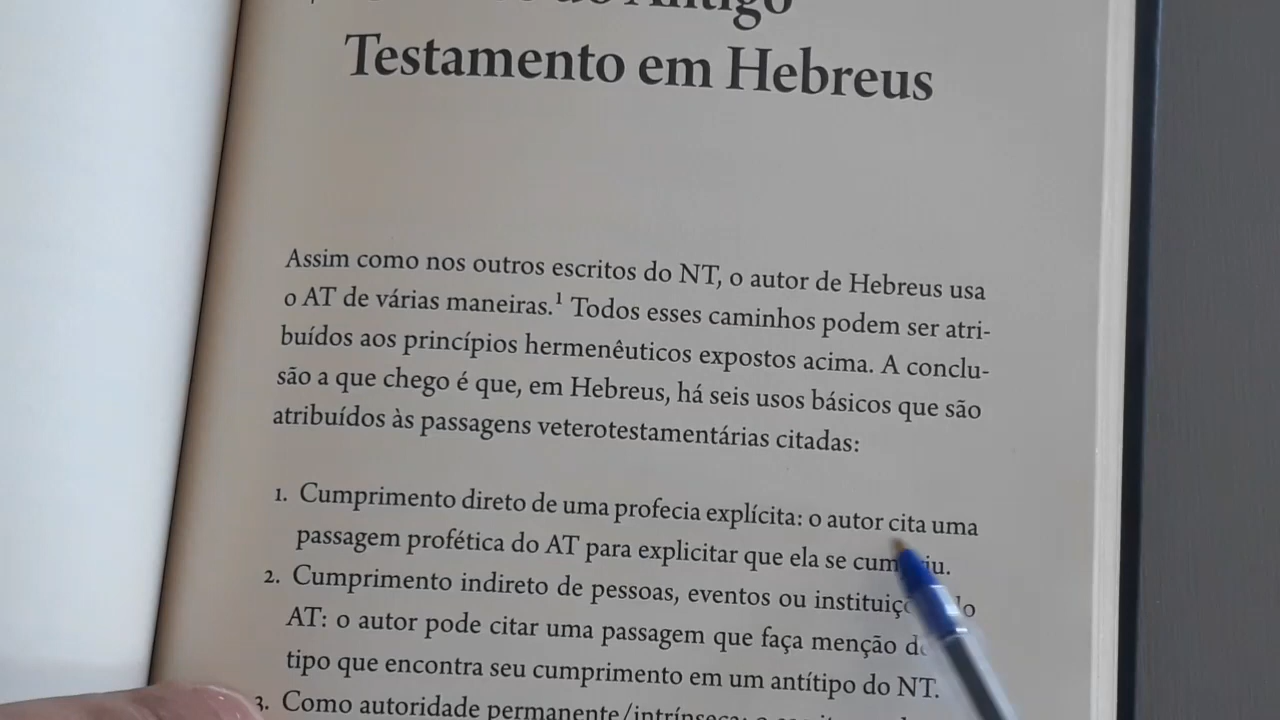 do Antigo
Testamento em Hebreus
Assim como nos outros escritos do NT, o autor de Hebreus usa
o AT de várias maneiras.¹ Todos esses caminhos podem ser atri-
buídos aos princípios hermenêuticos expostos acima. A conclu-
são a que chego é que, em Hebreus, há seis usos básicos que são
atribuídos às passagens veterotestamentárias citadas:
1. Cumprimento direto de uma profecia explícita: o autor cita uma
passagem profética do AT para explicitar que ela se
2. Cumprimento indireto de pessoas, eventos ou
AT: o autor pode citar uma passagem que faça menção
tipo que encontra seu cumprimento em um antítipo do NT.
3. Como autoridade permanente/intrínseca: o